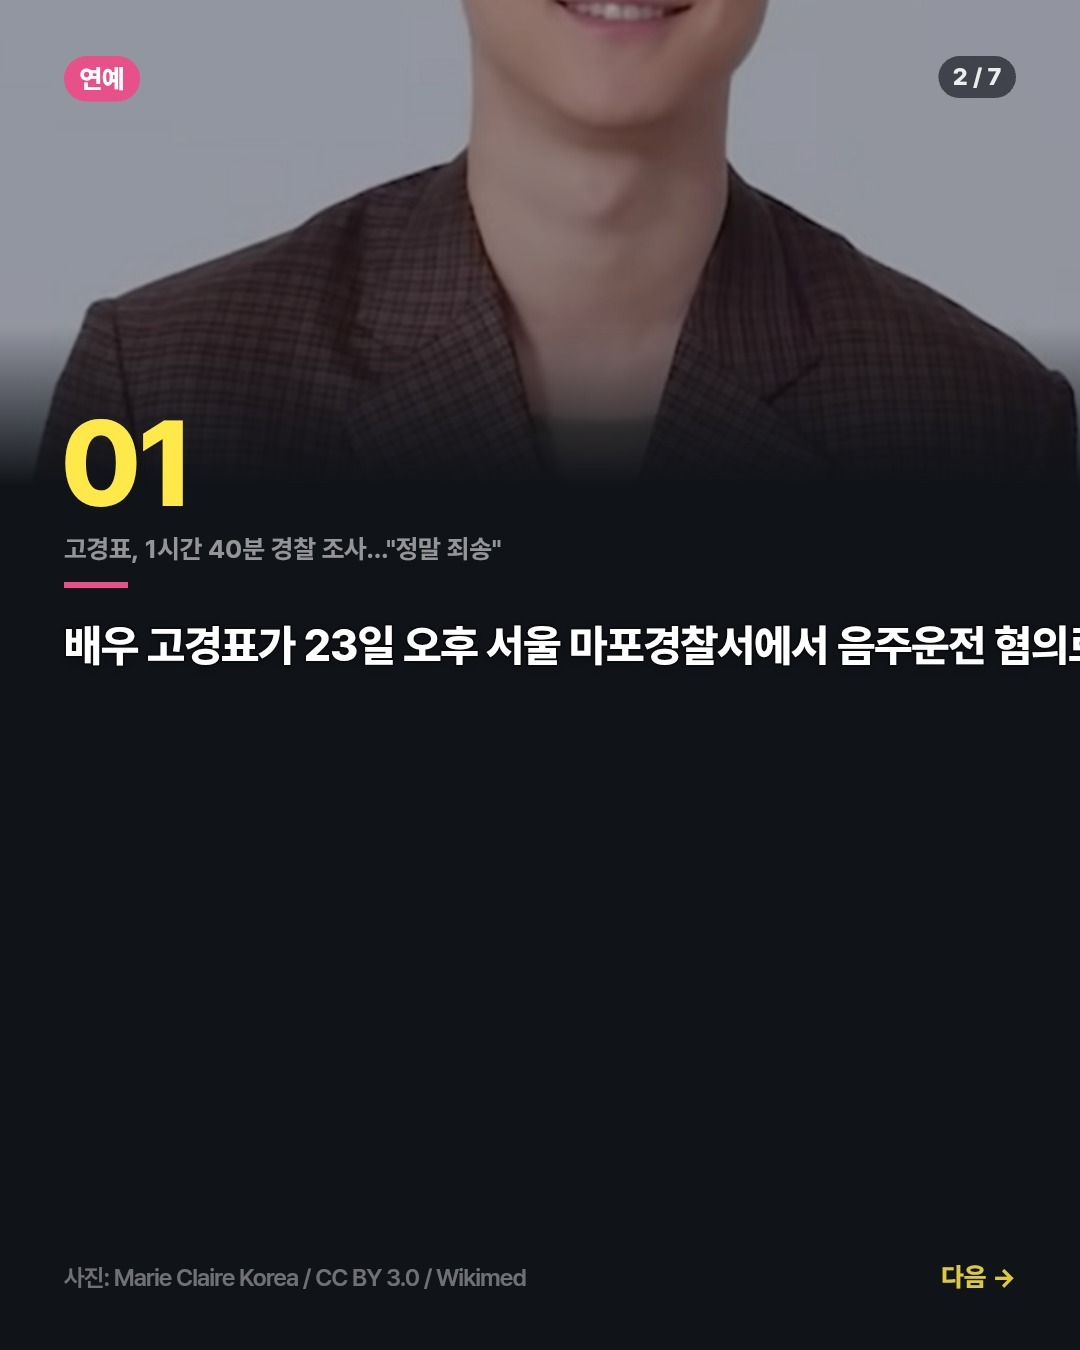 연예
2 / 7
01
고경표, 1시간 40분 경찰 조사..."정말 죄송"
배우 고경표가 23일 오후 서울 마포경찰서에서 음주운전 혐의
사진: Marie Claire Korea / CC BY 3.0 / Wikimed
다음 →